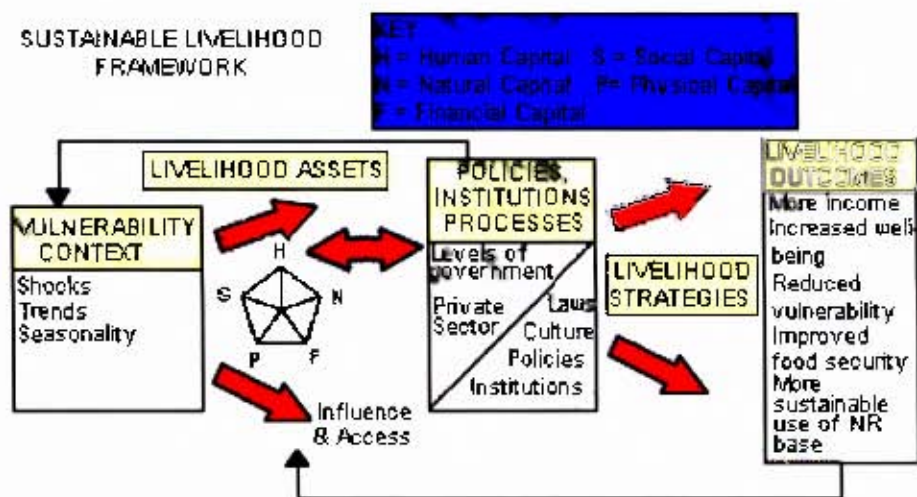 SUSTAINABLE LIVELIHOOD
FRAMEWORK
KEY
H = Human Capital S = Social Capital
N = Natural Capital P= Physical Capital
F = Financial Capital
LIVELIHOOD ASSETS
VULNERABILITY
CONTEXT
Shocks
Trends
Seasonality
H
S
N
P
F
Influence
& Access
POLICIES,
INSTITUTIONS
PROCESSES
Levels of
government
Private
Sector
Laws
Culture
Policies
Institutions
LIVELIHOOD
STRATEGIES
LIVELIHOOD
OUTCOMES
More income
Increased well-
being
Reduced
vulnerability
Improved
food security
More
sustainable
use of NR
base